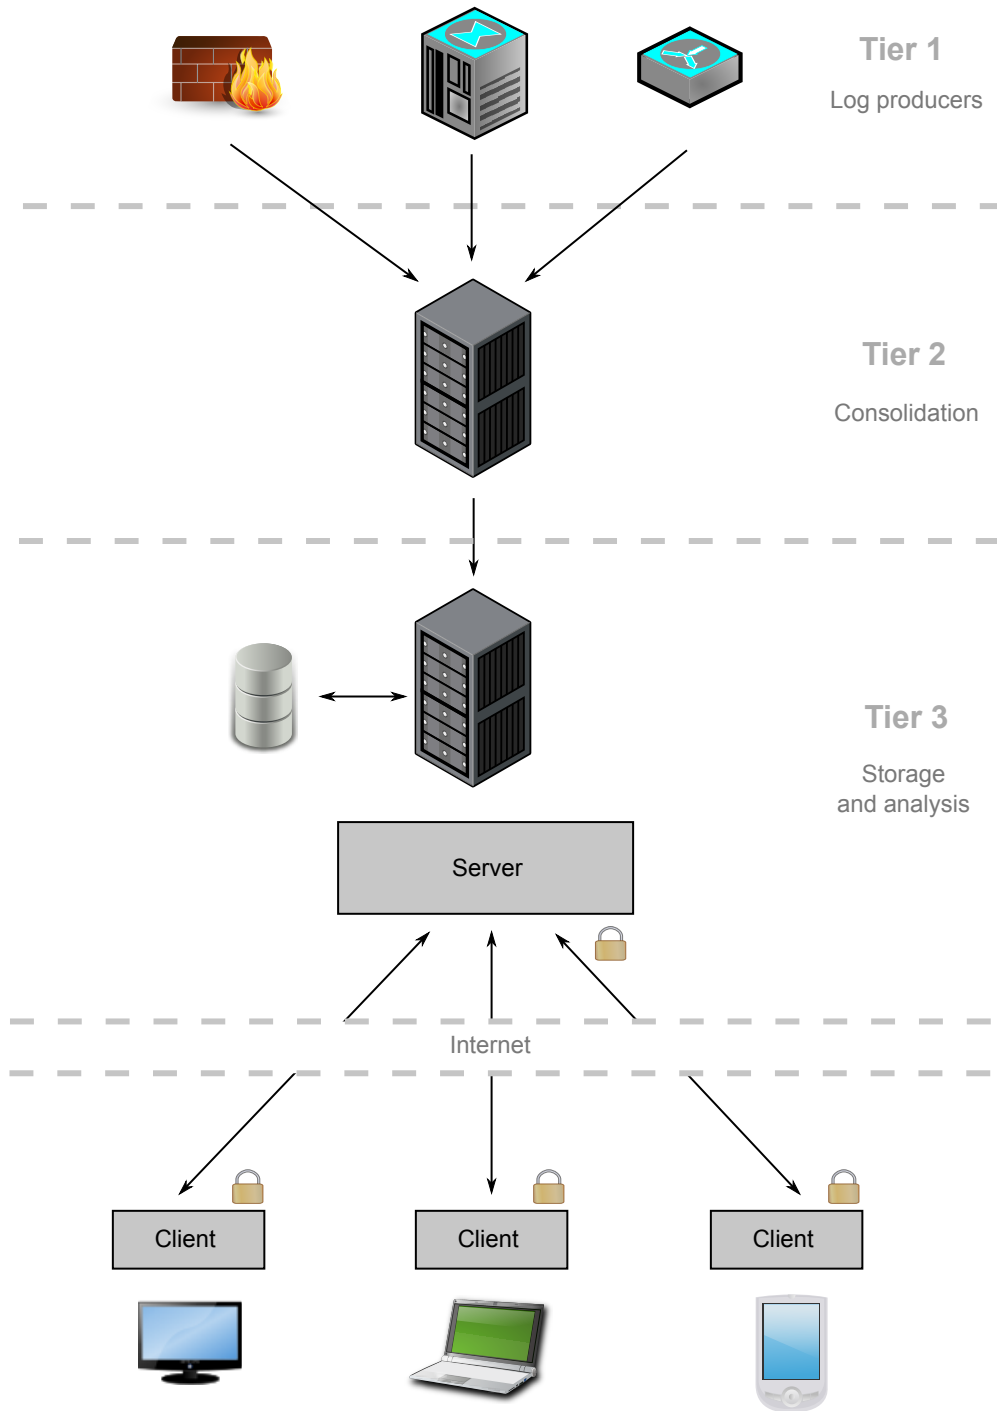 Tier 1
Log producers
Tier 2
Consolidation
Tier 3
Storage
and analysis
Server
Internet
Client
Client
Client